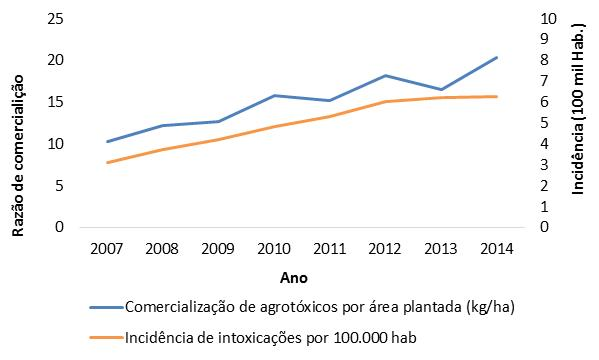 25
20
15
10
5
0
Razão de comercialição
10
9
8
7
6
5
4
3
2
1
0
Incidência (100 mil Hab.)
2007 2008 2009 2010 2011 2012 2013 2014
Ano
Comercialização de agrotóxicos por área plantada (kg/ha)
Incidência de intoxicações por 100.000 hab